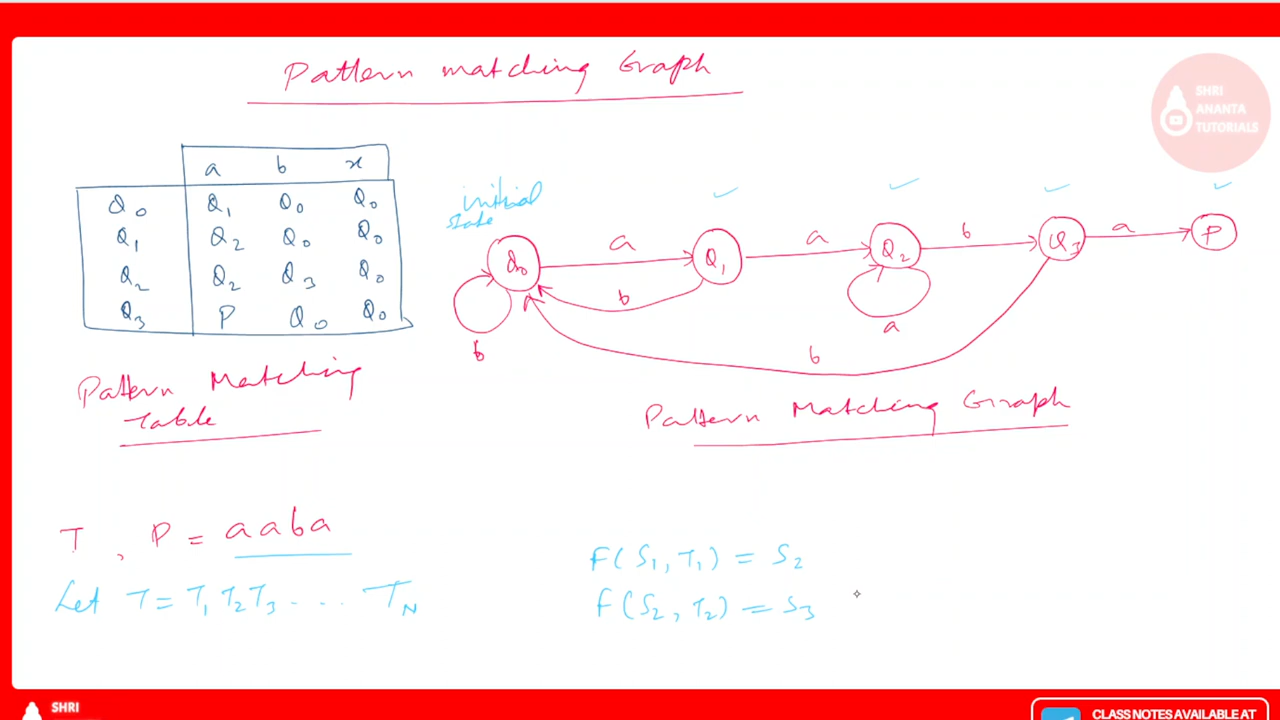 Pattern matching Graph
SHRI
ANANTA
TUTORIALS
a b x
Q0 Q1 Q0 Q0
Q1 Q2 Q0 Q0
Q2 Q2 Q3 Q0
Q3 P Q0 Q0
Pattern Matching
Table
initial
state
Q0 a Q1 a Q2 b Q3 a P
b
a
b
b
Pattern Matching Graph
T , P = aaba
Let T = T1 T2 T3 .... TN
F(S1, T1) = S2
F(S2, T2) = S3
SHRI
CLASS NOTES AVAILABLE AT